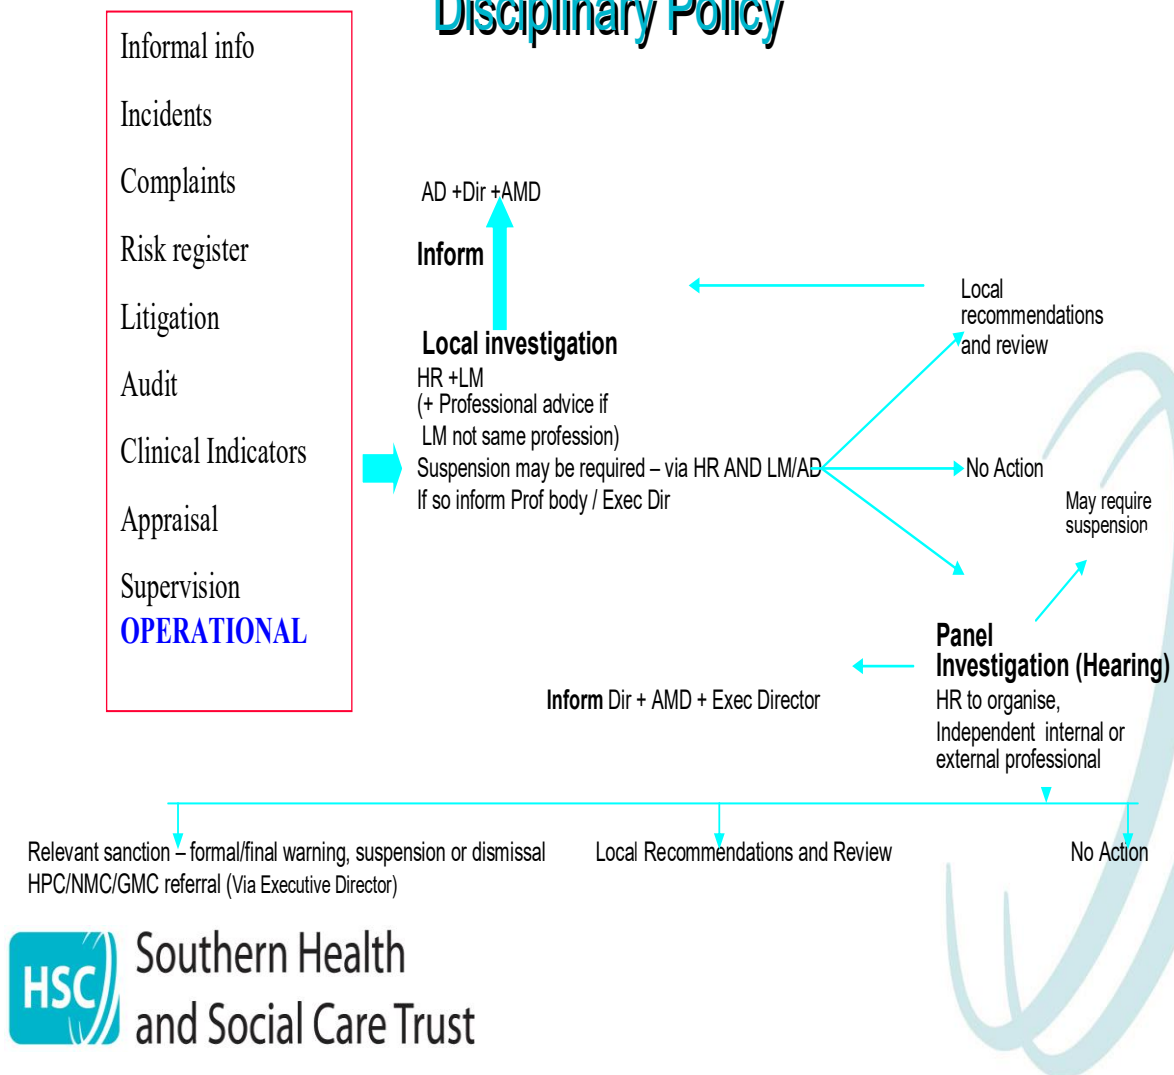 Disciplinary Policy
Informal info
Incidents
Complaints
Risk register
Litigation
Audit
Clinical Indicators
Appraisal
Supervision
OPERATIONAL
AD +Dir +AMD
Inform
Local investigation
HR +LM
(+ Professional advice if
LM not same profession)
Suspension may be required – via HR AND LM/AD
If so inform Prof body / Exec Dir
Local
recommendations
and review
No Action
May require
suspension
Panel
Investigation (Hearing)
HR to organise,
Independent internal or
external professional
Inform Dir + AMD + Exec Director
Relevant sanction – formal/final warning, suspension or dismissal
HPC/NMC/GMC referral (Via Executive Director)
Local Recommendations and Review
No Action
HSC
Southern Health
and Social Care Trust